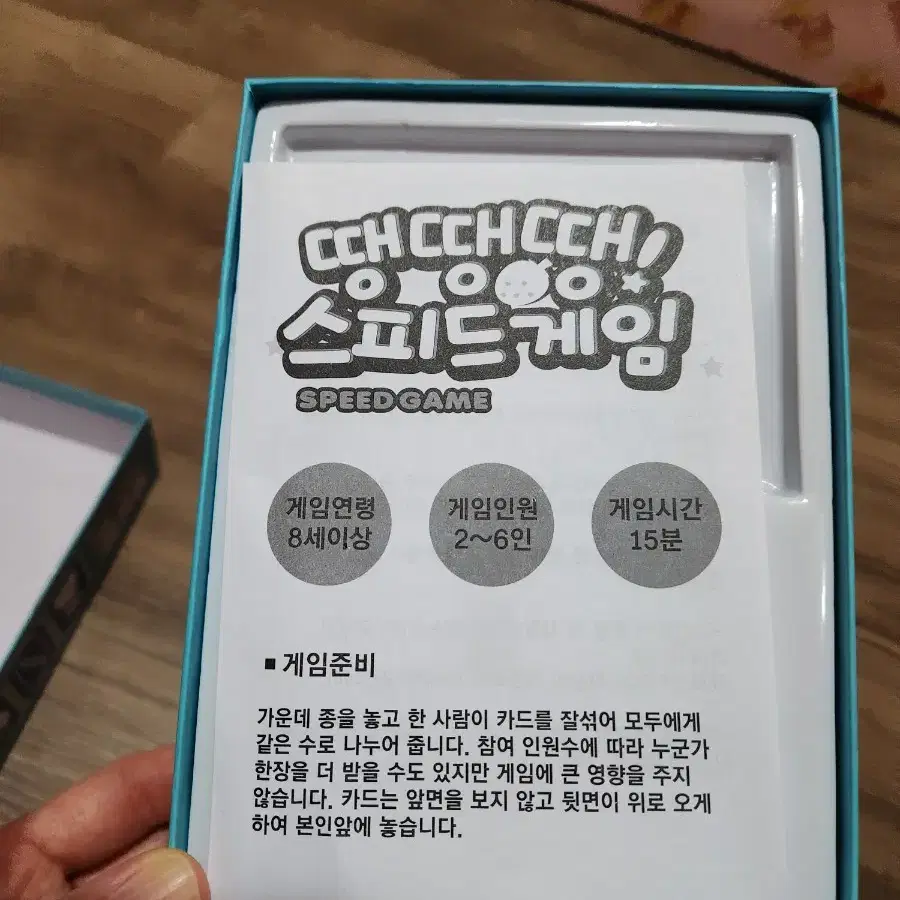 땡땡땡!
스피드게임
SPEED GAME
게임연령
8세이상
게임인원
2~6인
게임시간
15분
■ 게임준비
가운데 종을 놓고 한 사람이 카드를 잘섞어 모두에게
같은 수로 나누어 줍니다. 참여 인원수에 따라 누군가
한장을 더 받을 수도 있지만 게임에 큰 영향을 주지
않습니다. 카드는 앞면을 보지 않고 뒷면이 위로 오게
하여 본인앞에 놓습니다.